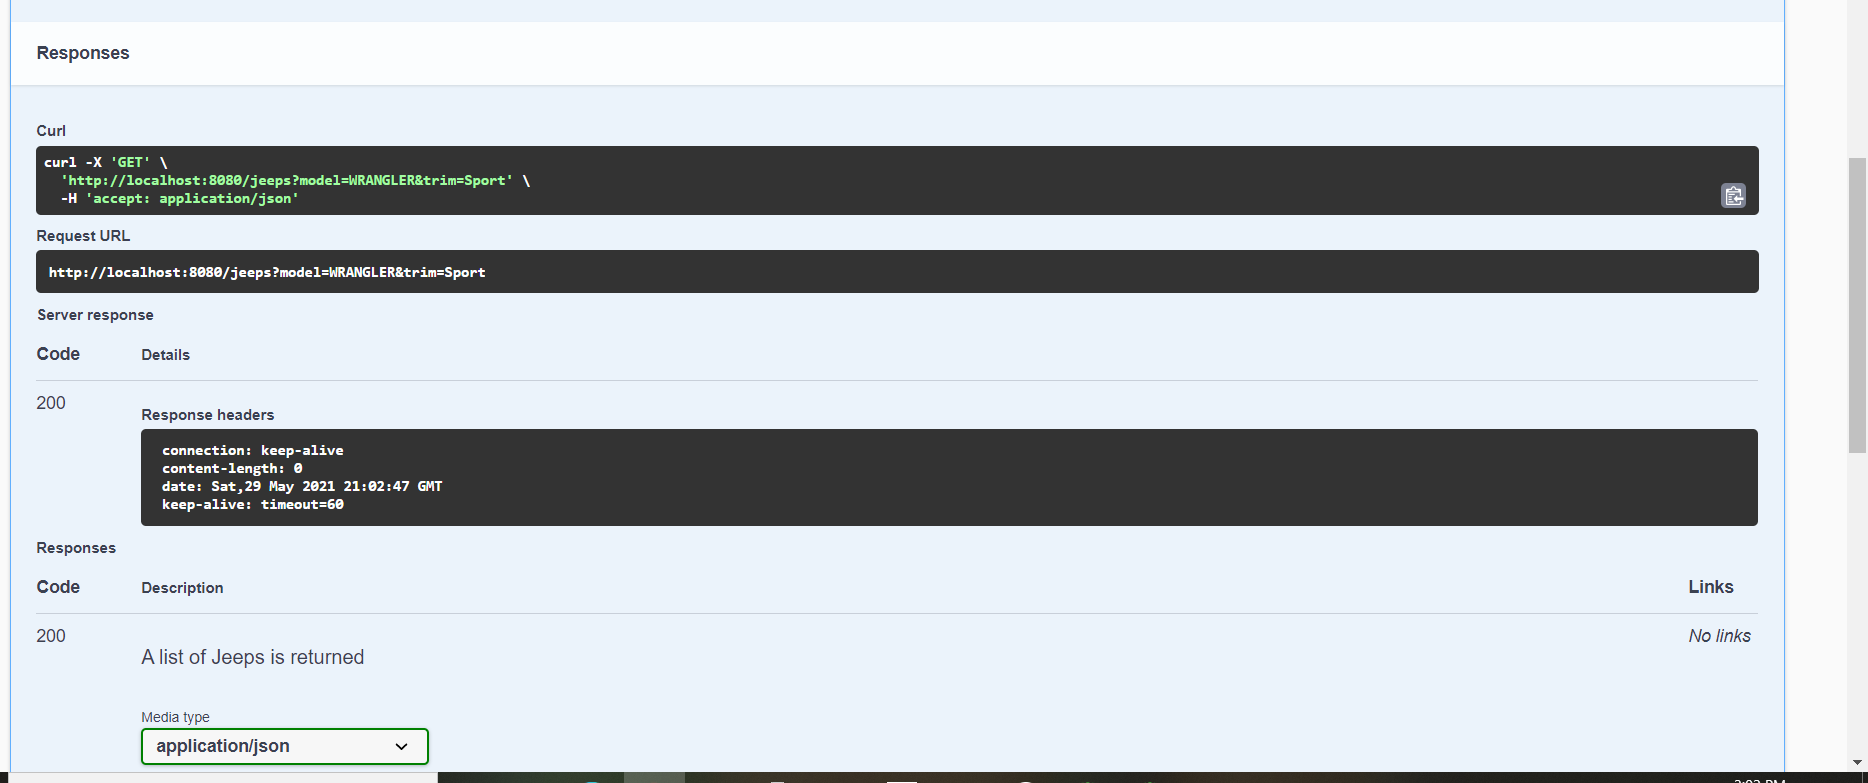 Responses
Curl
curl -X 'GET' \
'http://localhost:8080/jeeps?model=WRANGLER&trim=Sport' \
-H 'accept: application/json'
Request URL
http://localhost:8080/jeeps?model=WRANGLER&trim=Sport
Server response
Code Details
200
Response headers
connection: keep-alive
content-length: 0
date: Sat,29 May 2021 21:02:47 GMT
keep-alive: timeout=60
Responses
Code Description Links
200 No links
A list of Jeeps is returned
Media type
application/json